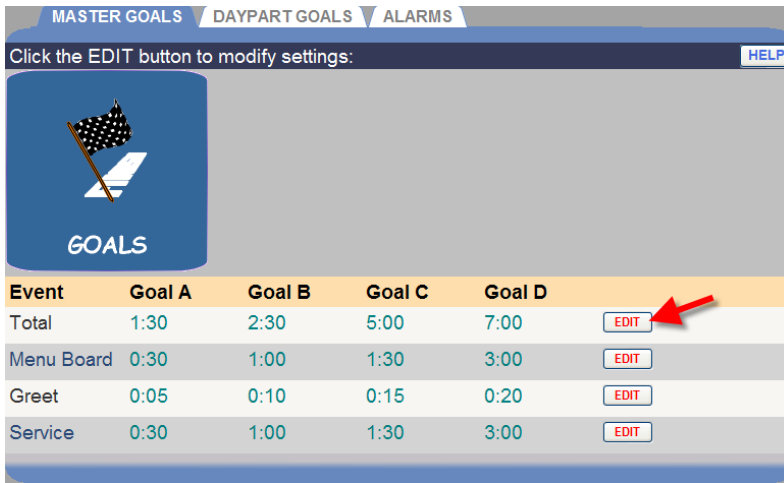 MASTER GOALS DAYPART GOALS ALARMS
Click the EDIT button to modify settings: HELP
GOALS
Event Goal A Goal B Goal C Goal D
Total 1:30 2:30 5:00 7:00 EDIT
Menu Board 0:30 1:00 1:30 3:00 EDIT
Greet 0:05 0:10 0:15 0:20 EDIT
Service 0:30 1:00 1:30 3:00 EDIT